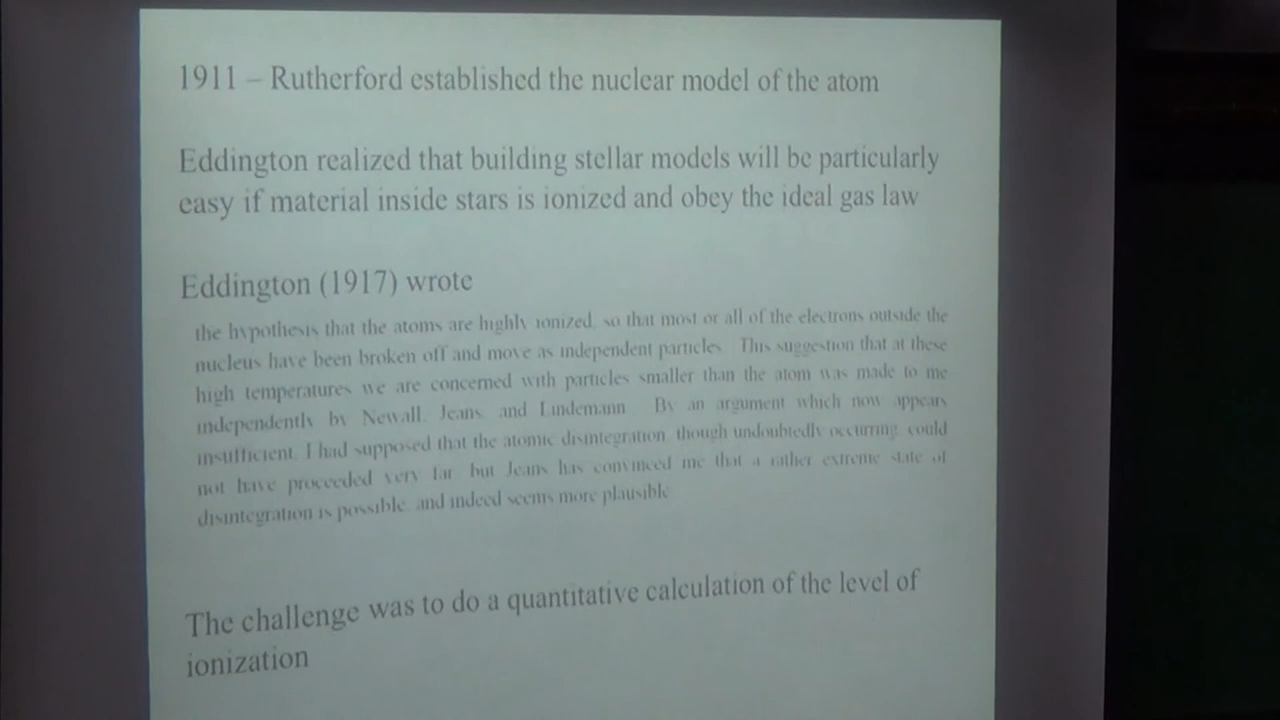 1911 – Rutherford established the nuclear model of the atom
Eddington realized that building stellar models will be particularly
easy if material inside stars is ionized and obey the ideal gas law
Eddington (1917) wrote
the hypothesis that the atoms are highly ionized, so that most or all of the electrons outside the
nucleus have been broken off and move as independent particles. This suggestion that at these
high temperatures we are concerned with particles smaller than the atom was made to me
independently by Newall, Jeans, and Lindemann. By an argument which now appears
insufficient, I had supposed that the atomic disintegration, though undoubtedly occurring, could
not have proceeded very far, but Jeans has convinced me that a rather extreme state of
disintegration is possible, and indeed seems more plausible
The challenge was to do a quantitative calculation of the level of
ionization